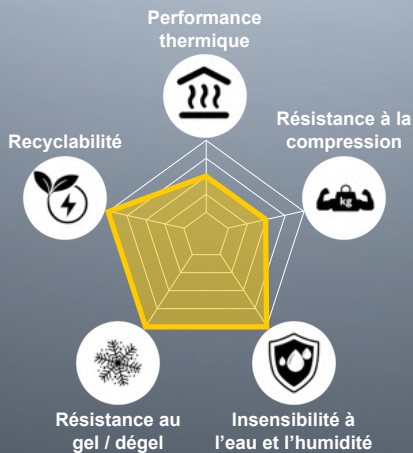 Performance
thermique
Résistance à la
compression
Recyclabilité
kg
Résistance au
gel / dégel
Insensibilité à
l'eau et l'humidité